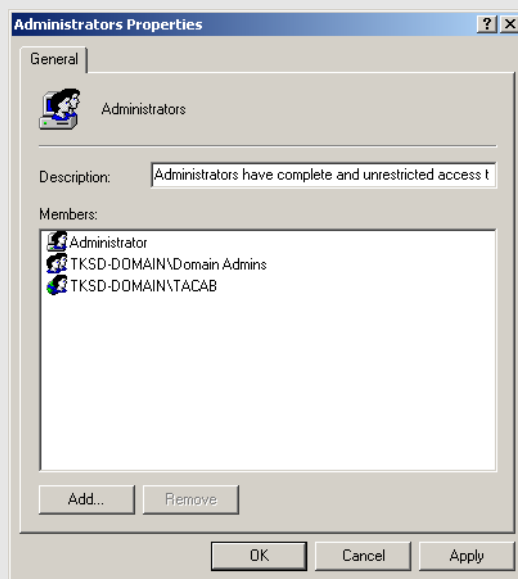 Administrators Properties
General
Administrators
Description: Administrators have complete and unrestricted access t
Members:
Administrator
TKSD-DOMAIN\Domain Admins
TKSD-DOMAIN\TACAB
Add... Remove
OK Cancel Apply